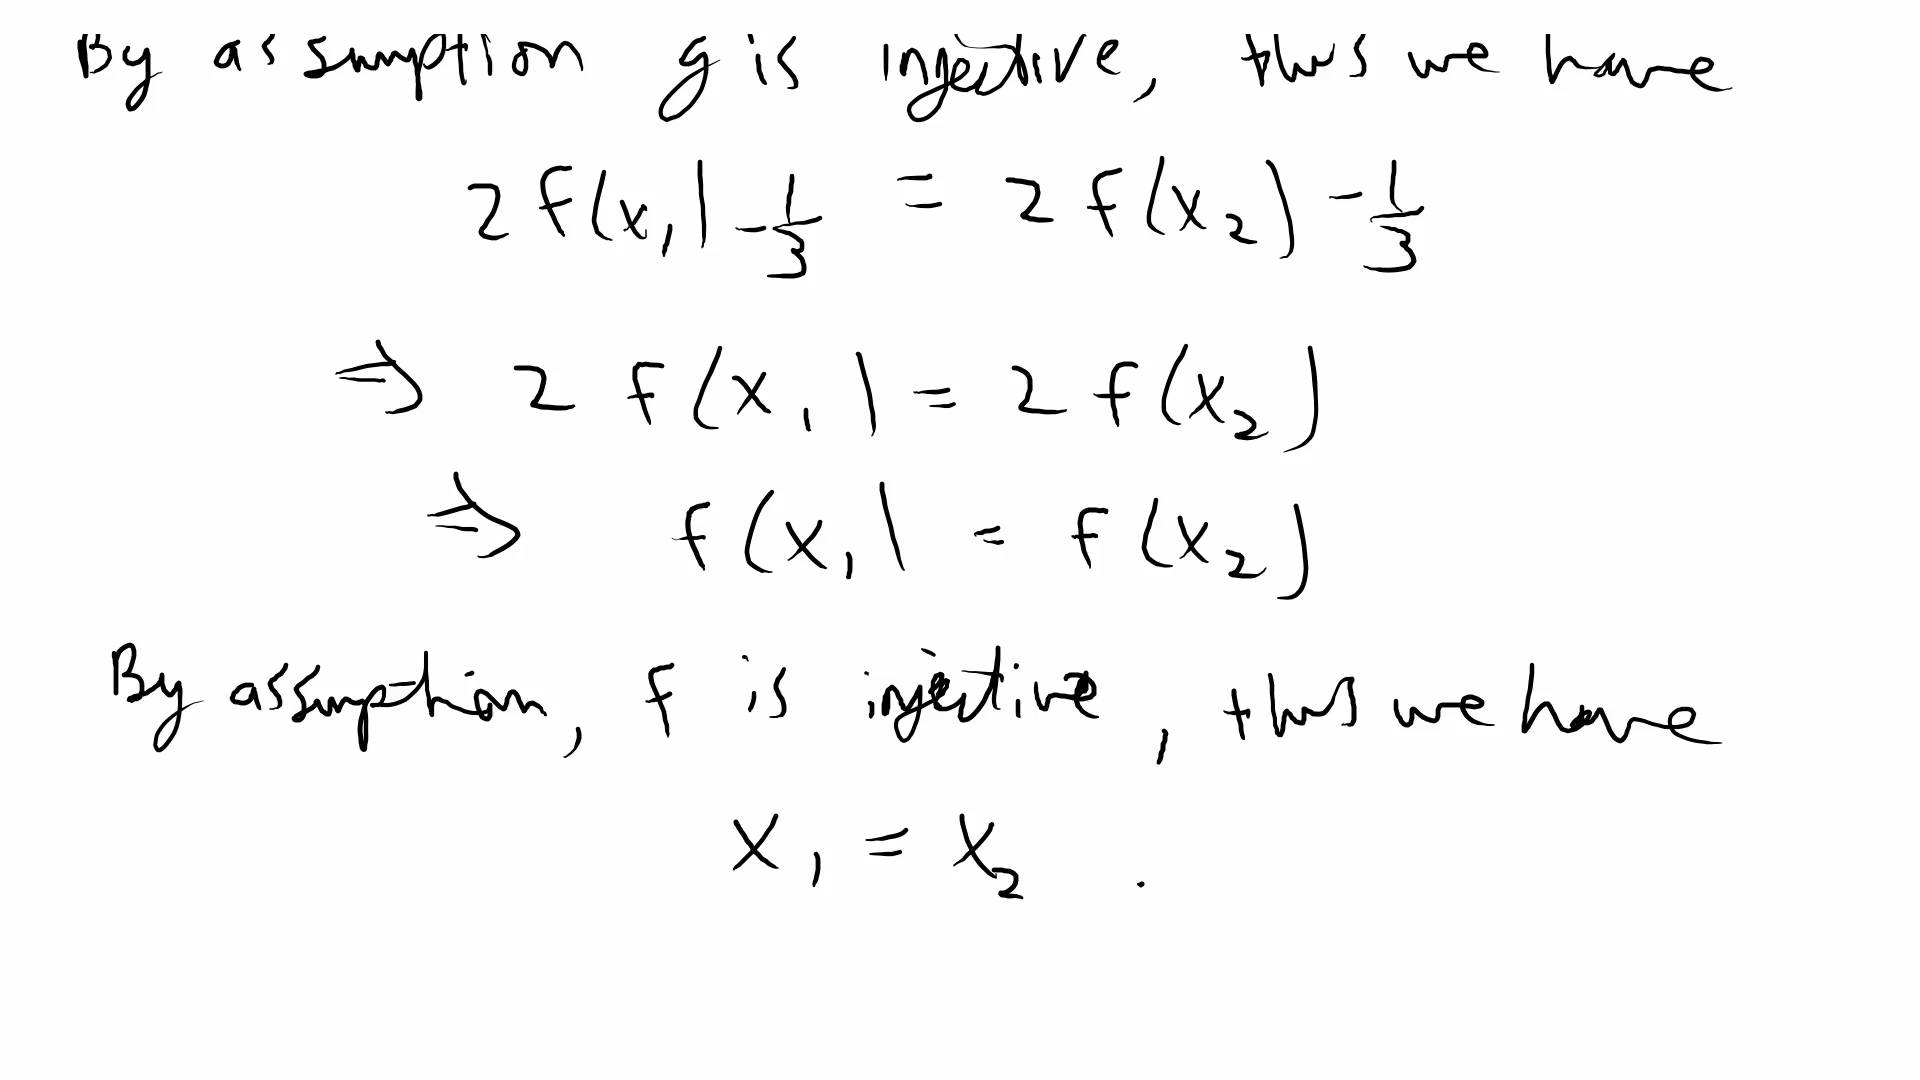 By assumption g is injective, thus we have
2f(x₁) - 1/3 = 2f(x₂) - 1/3
⇒ 2f(x₁) = 2f(x₂)
⇒ f(x₁) = f(x₂)
By assumption, f is injective, thus we have
x₁ = x₂.